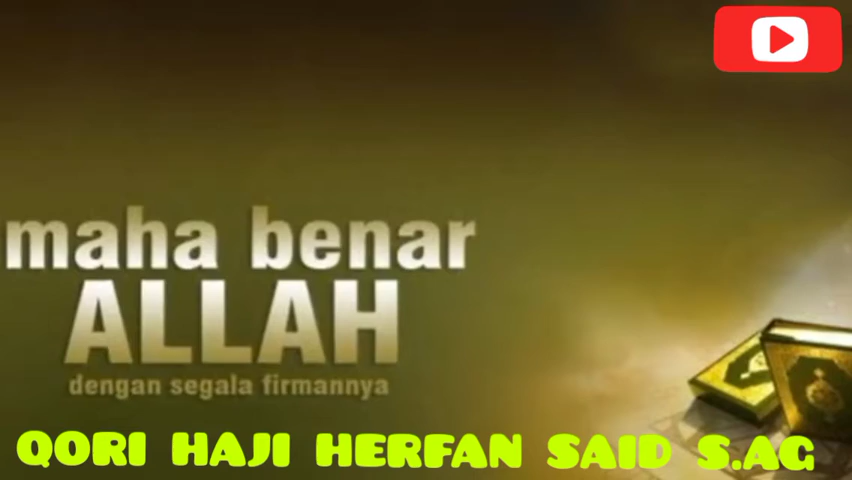 maha benar
ALLAH
dengan segala firmannya
QORI HAJI HERFAN SAID S.AG